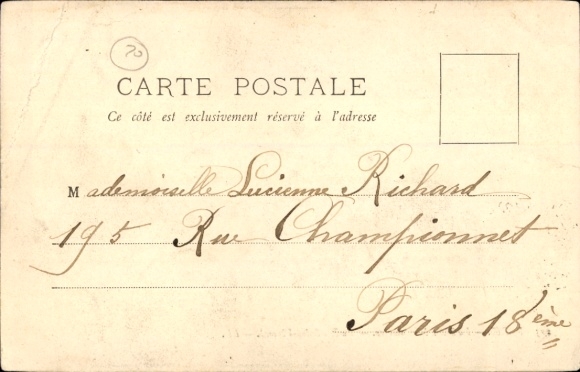 70
CARTE POSTALE
Ce côté est exclusivement réservé à l'adresse
Mademoiselle Lucienne Richard
195 Rue Championnet
Paris 18ème